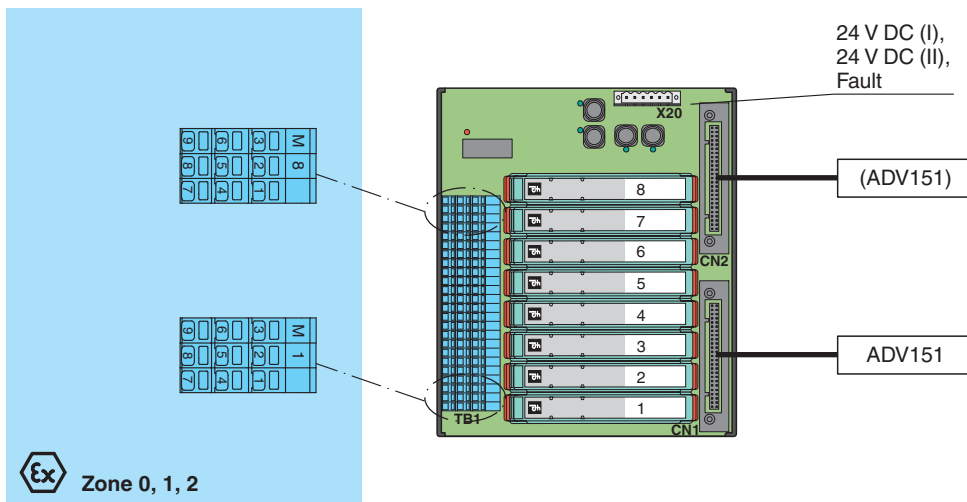 24 V DC (I),
24 V DC (II),
Fault
X20
M 8
3 2 1
6 5 4
9 8 7
(ADV151)
8
7
6
5
4
3
2
1
CN2
M 1
3 2 1
6 5 4
9 8 7
ADV151
TB1
CN1
Ex Zone 0, 1, 2